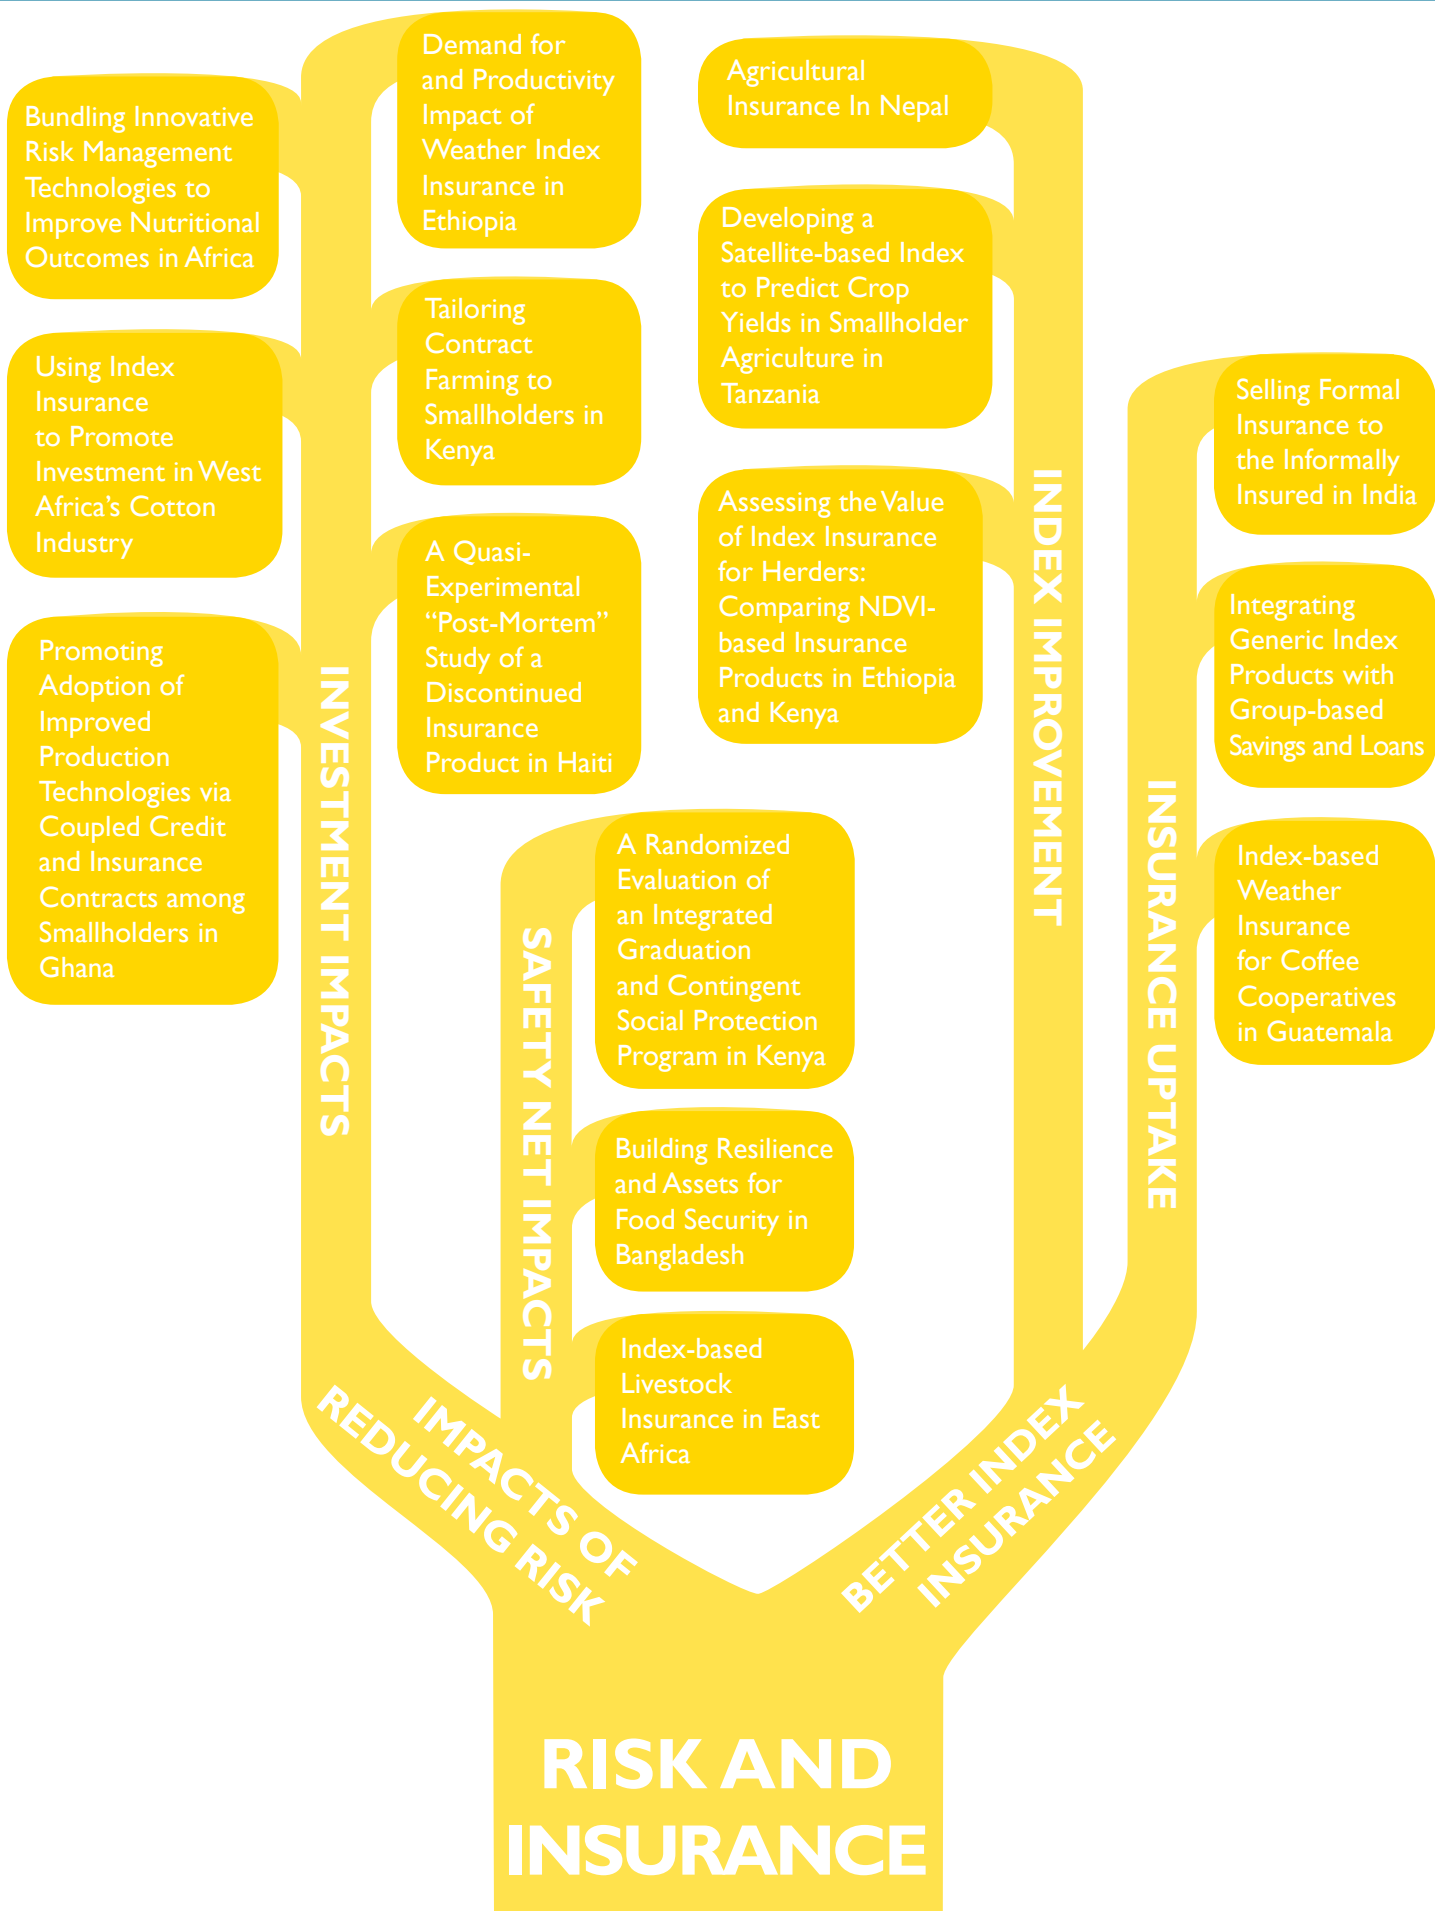 Demand for
and Productivity
Impact of
Weather Index
Insurance in
Ethiopia
Agricultural
Insurance In Nepal
Bundling Innovative
Risk Management
Technologies to
Improve Nutritional
Outcomes in Africa
Developing a
Satellite-based Index
to Predict Crop
Yields in Smallholder
Agriculture in
Tanzania
Tailoring
Contract
Farming to
Smallholders in
Kenya
Using Index
Insurance
to Promote
Investment in West
Africa’s Cotton
Industry
Selling Formal
Insurance to
the Informally
Insured in India
Assessing the Value
of Index Insurance
for Herders:
Comparing NDVI-
based Insurance
Products in Ethiopia
and Kenya
A Quasi-
Experimental
“Post-Mortem”
Study of a
Discontinued
Insurance
Product in Haiti
Integrating
Generic Index
Products with
Group-based
Savings and Loans
Promoting
Adoption of
Improved
Production
Technologies via
Coupled Credit
and Insurance
Contracts among
Smallholders in
Ghana
INVESTMENT IMPACTS
INDEX IMPROVEMENT
INSURANCE UPTAKE
A Randomized
Evaluation of
an Integrated
Graduation
and Contingent
Social Protection
Program in Kenya
Index-based
Weather
Insurance
for Coffee
Cooperatives
in Guatemala
SAFETY NET IMPACTS
Building Resilience
and Assets for
Food Security in
Bangladesh
Index-based
Livestock
Insurance in East
Africa
IMPACTS OF
REDUCING RISK
BETTER INDEX
INSURANCE
RISK AND
INSURANCE